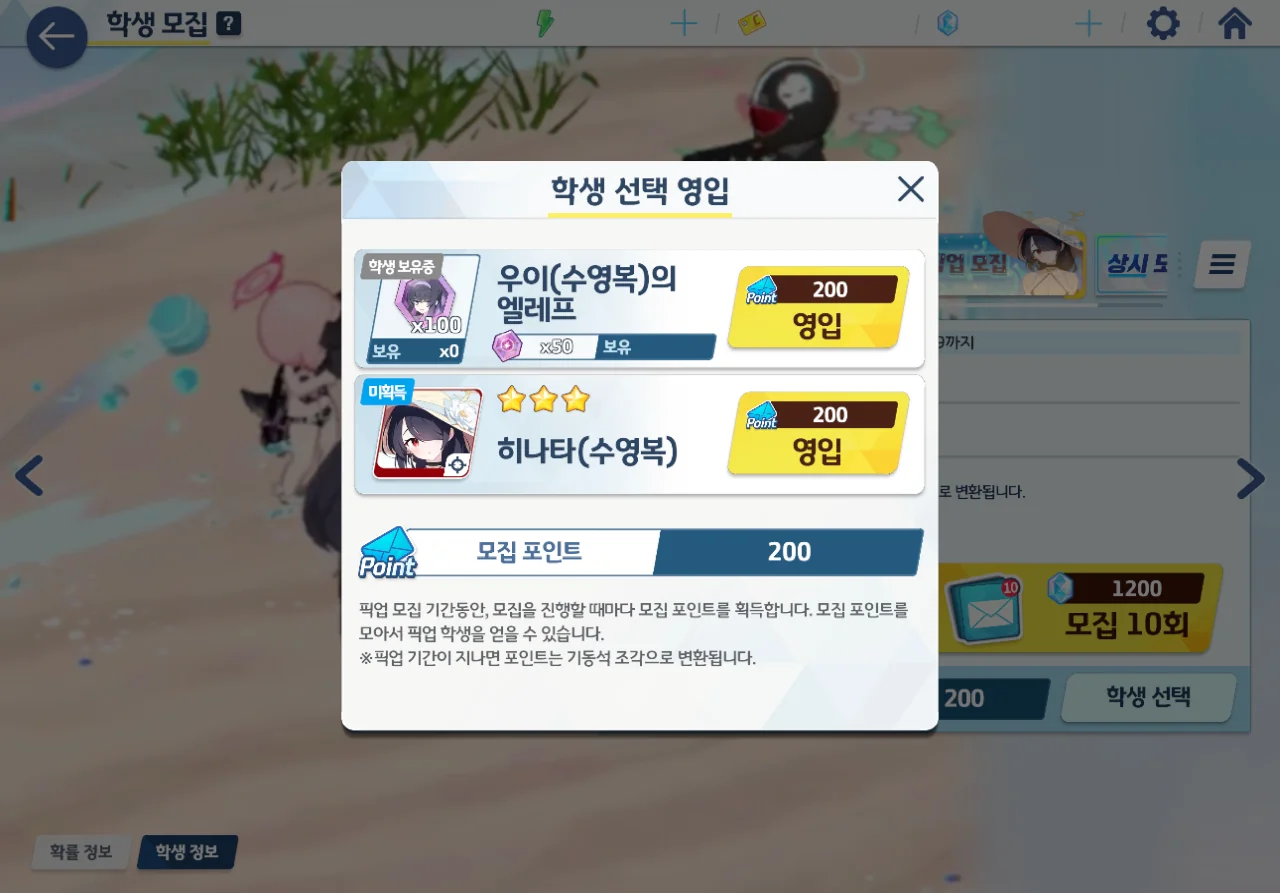 학생 모집 ?
학생 선택 영입
학생 보유중
x100
보유 x0
우이(수영복)의
엘레프
x50 보유
Point 200
영입
미획득
히나타(수영복)
Point 200
영입
Point 모집 포인트 200
픽업 모집 기간동안, 모집을 진행할 때마다 모집 포인트를 획득합니다. 모집 포인트를
모아서 픽업 학생을 얻을 수 있습니다.
※픽업 기간이 지나면 포인트는 기동석 조각으로 변환됩니다.
모집
상시
9까지
로 변환됩니다.
10
1200
모집 10회
200
학생 선택
확률 정보
학생 정보